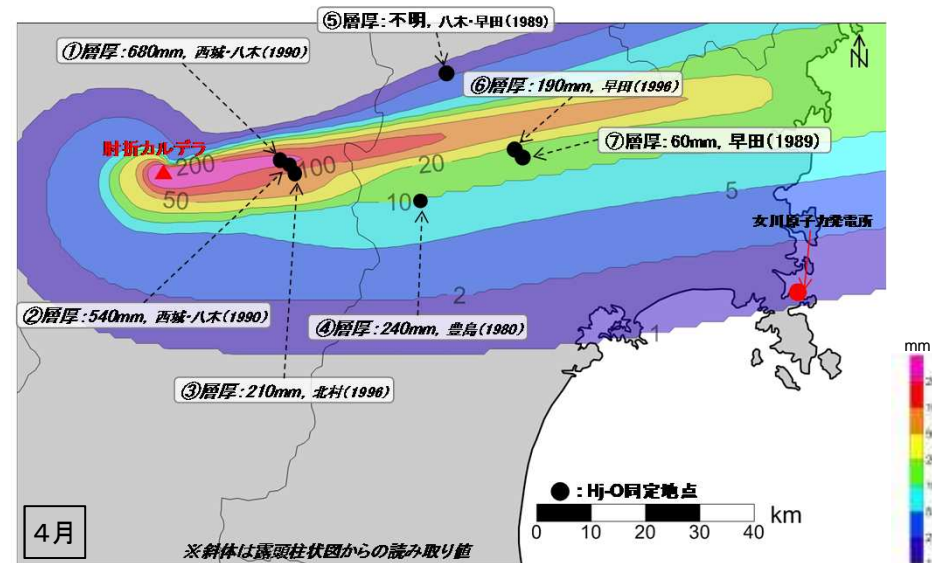 ⑤層厚:不明, 八木・早田(1989)
①層厚:680mm, 西城・八木(1990)
N
⑥層厚:190mm, 早田(1996)
肘折カルデラ
200
100
20
⑦層厚:60mm, 早田(1989)
50
10
5
女川原子力発電所
②層厚:540mm, 西城・八木(1990)
2
④層厚:240mm, 豊島(1980)
1
mm
③層厚:210mm, 北村(1996)
●:Hj-O同定地点
km
0 10 20 30 40
4月
※斜体は露頭柱状図からの読み取り値